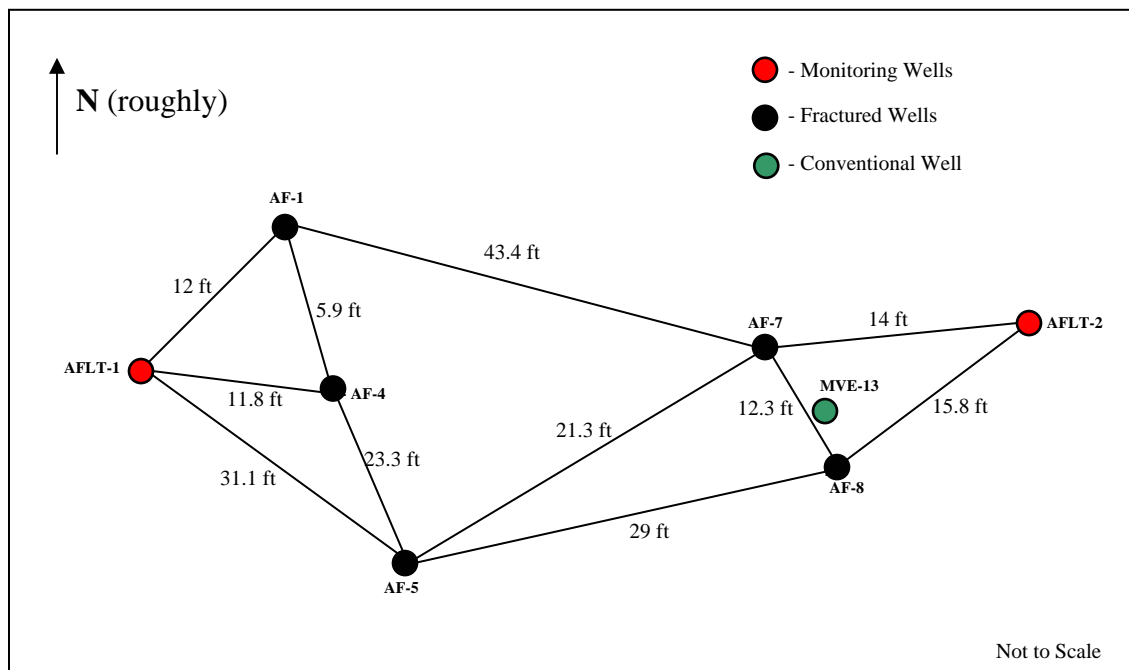 N (roughly)
- Monitoring Wells
- Fractured Wells
- Conventional Well
AF-1
43.4 ft
12 ft
5.9 ft
AF-7
14 ft
AFLT-2
AFLT-1
11.8 ft
AF-4
MVE-13
12.3 ft
15.8 ft
21.3 ft
23.3 ft
31.1 ft
AF-8
29 ft
AF-5
Not to Scale